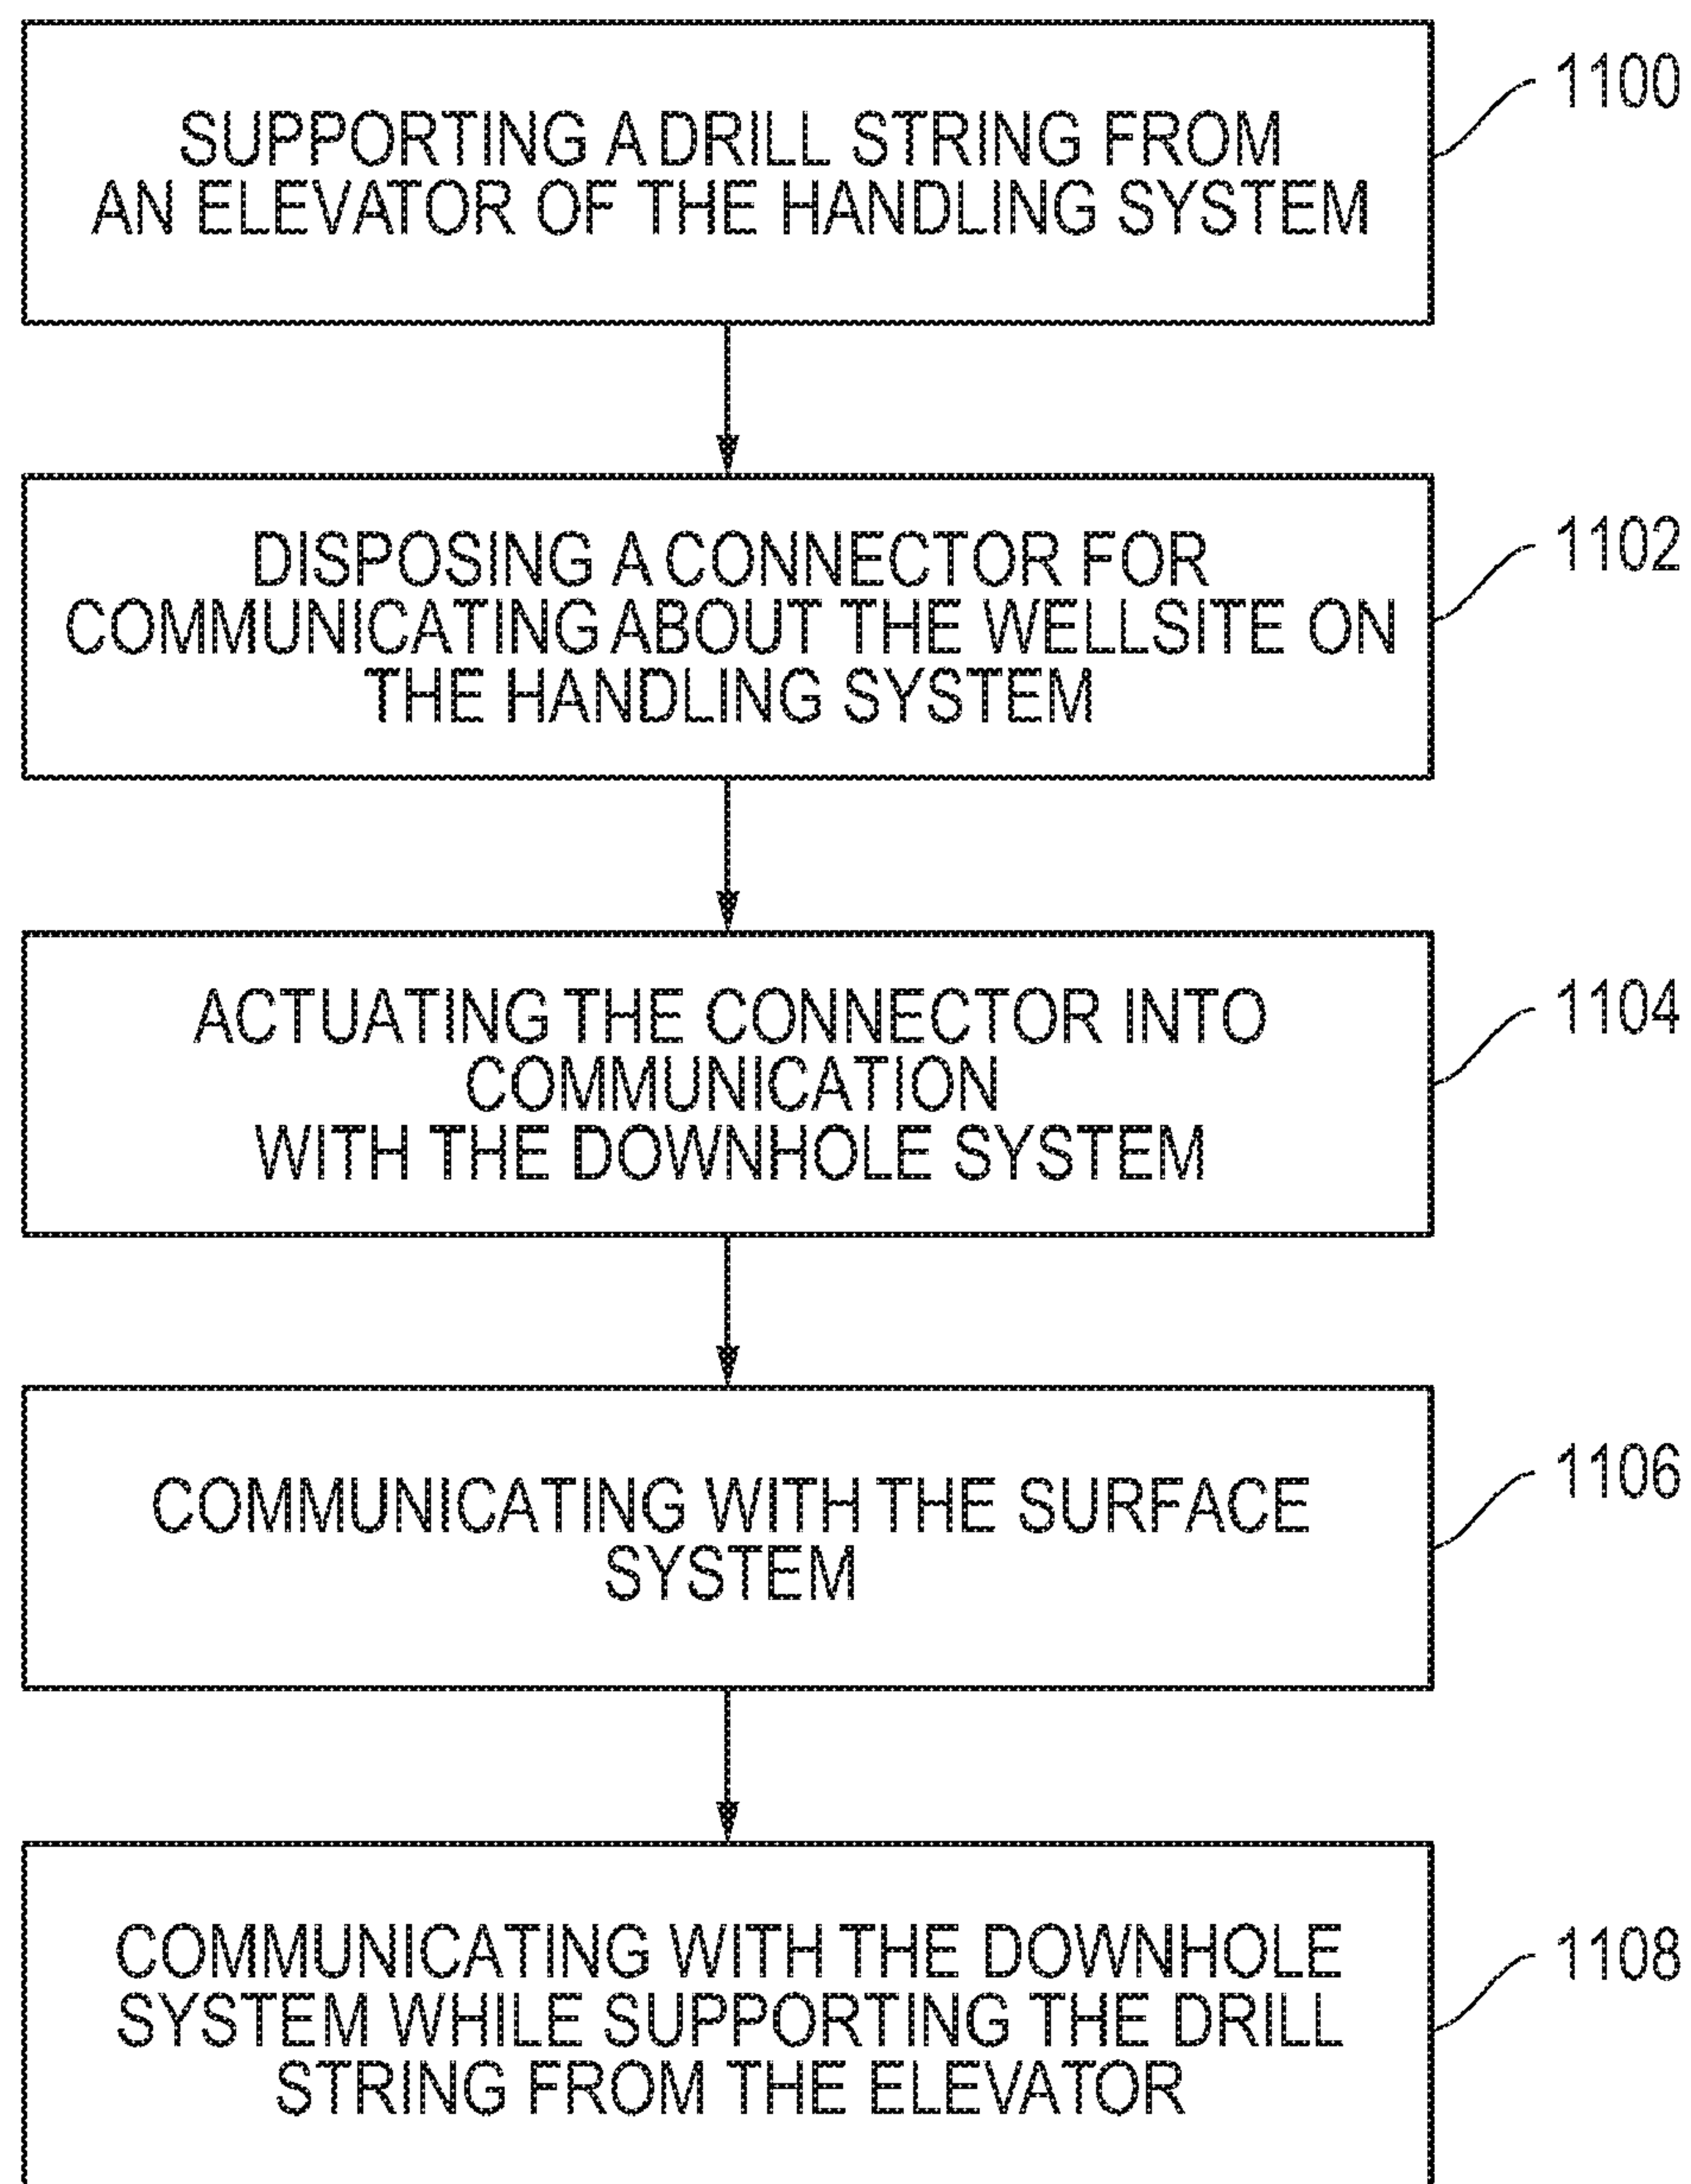 SUPPORTING A DRILL STRING FROM
AN ELEVATOR OF THE HANDLING SYSTEM
1100
DISPOSING A CONNECTOR FOR
COMMUNICATING ABOUT THE WELLSITE ON
THE HANDLING SYSTEM
1102
ACTUATING THE CONNECTOR INTO
COMMUNICATION
WITH THE DOWNHOLE SYSTEM
1104
COMMUNICATING WITH THE SURFACE
SYSTEM
1106
COMMUNICATING WITH THE DOWNHOLE
SYSTEM WHILE SUPPORTING THE DRILL
STRING FROM THE ELEVATOR
1108